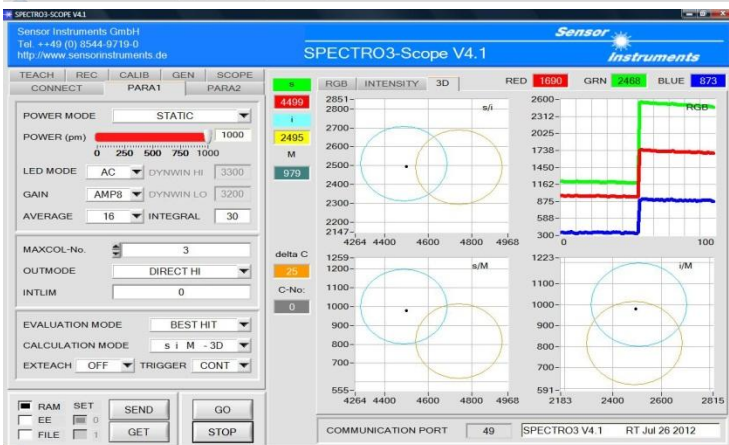 SPECTRO3-SCOPE V4.1
Sensor Instruments GmbH
Tel. ++49 (0) 8544-9719-0
http://www.sensorinstruments.de
SPECTRO3-Scope V4.1
Sensor
Instruments
TEACH REC CALIB GEN SCOPE
CONNECT PARA1 PARA2
POWER MODE STATIC
POWER (pm) 1000
0 250 500 750 1000
LED MODE AC DYNWIN HI 3300
GAIN AMP8 DYNWIN LO 3200
AVERAGE 16 INTEGRAL 30
MAXCOL-No. 3
OUTMODE DIRECT HI
INTLIM 0
EVALUATION MODE BEST HIT
CALCULATION MODE s i M - 3D
EXTEACH OFF TRIGGER CONT
RAM SET SEND GO
EE 0
FILE 1 GET STOP
s
4499
i
2495
M
979
delta C
25
C-No:
0
RGB INTENSITY 3D RED 1690 GRN 2468 BLUE 873
s/i
2851
2800
2700
2600
2500
2400
2300
2200
2147
4264 4400 4600 4800 4968
RGB
2600
2312
2025
1738
1450
1162
875
588
300
0 100
s/M
1259
1200
1100
1000
900
800
700
555
4264 4400 4600 4800 4968
i/M
1223
1100
1000
900
800
700
591
2183 2400 2600 2815
COMMUNICATION PORT 49 SPECTRO3 V4.1 RT Jul 26 2012